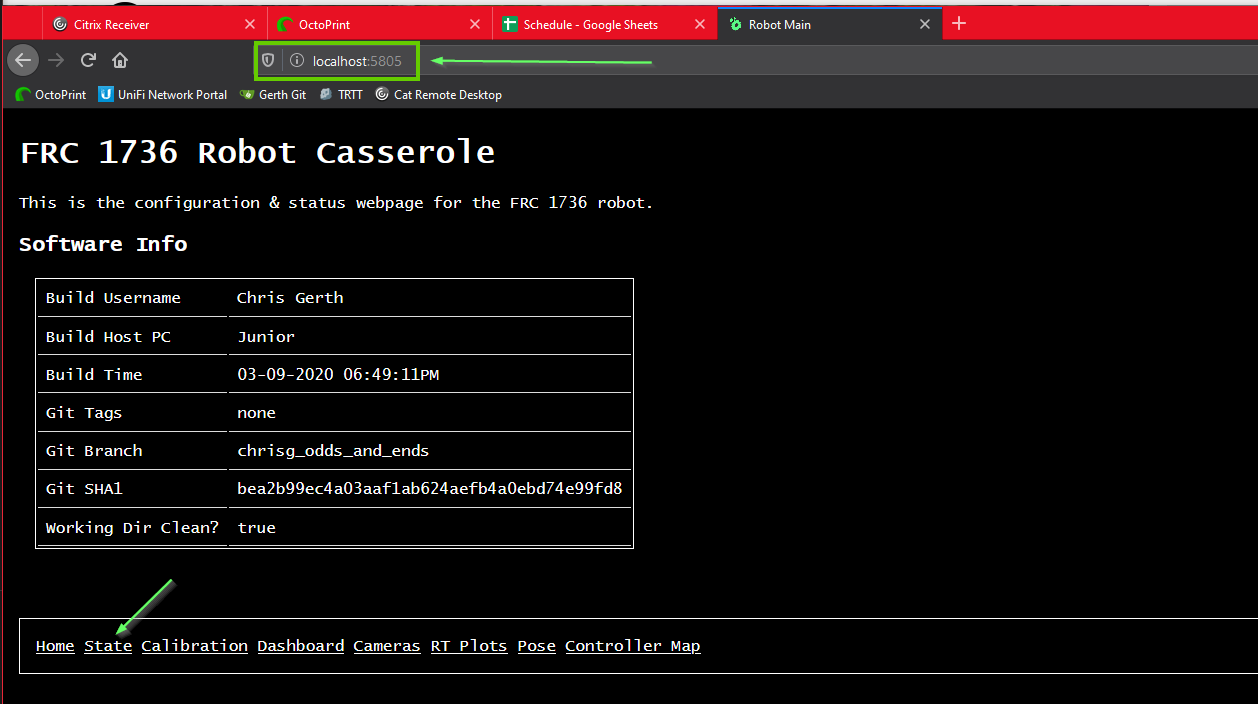 Citrix Receiver OctoPrint Schedule - Google Sheets Robot Main
localhost:5805
OctoPrint UniFi Network Portal Gerth Git TRTT Cat Remote Desktop
FRC 1736 Robot Casserole
This is the configuration & status webpage for the FRC 1736 robot.
Software Info
Build Username Chris Gerth
Build Host PC Junior
Build Time 03-09-2020 06:49:11PM
Git Tags none
Git Branch chrisg_odds_and_ends
Git SHA1 bea2b99ec4a03aaf1ab624aefb4a0ebd74e99fd8
Working Dir Clean? true
Home State Calibration Dashboard Cameras RT Plots Pose Controller Map